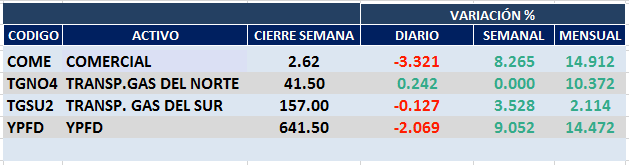 VARIACIÓN %
CODIGO ACTIVO CIERRE SEMANA DIARIO SEMANAL MENSUAL
COME COMERCIAL 2.62 -3.321 8.265 14.912
TGNO4 TRANSP.GAS DEL NORTE 41.50 0.242 0.000 10.372
TGSU2 TRANSP. GAS DEL SUR 157.00 -0.127 3.528 2.114
YPFD YPFD 641.50 -2.069 9.052 14.472